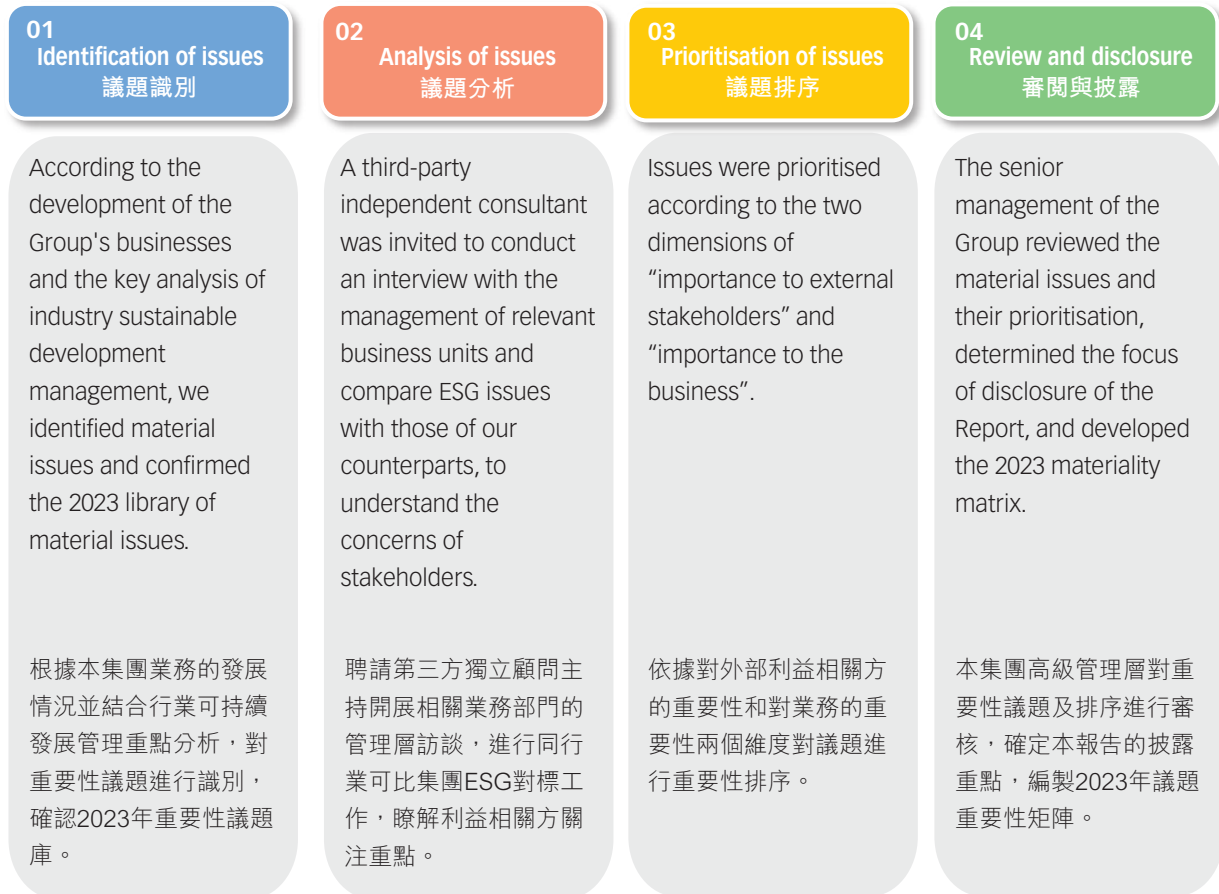 01
Identification of issues
議題識別
According to the
development of the
Group's businesses
and the key analysis of
industry sustainable
development
management, we
identified material
issues and confirmed
the 2023 library of
material issues.
根據本集團業務的發展
情況並結合行業可持續
發展管理重點分析，對
重要性議題進行識別，
確認2023年重要性議題
庫。
02
Analysis of issues
議題分析
A third-party
independent consultant
was invited to conduct
an interview with the
management of relevant
business units and
compare ESG issues
with those of our
counterparts, to
understand the
concerns of
stakeholders.
聘請第三方獨立顧問主
持開展相關業務部門的
管理層訪談，進行同行
業可比集團ESG對標工
作，瞭解利益相關方關
注重點。
03
Prioritisation of issues
議題排序
Issues were prioritised
according to the two
dimensions of
“importance to external
stakeholders” and
“importance to the
business”.
依據對外部利益相關方
的重要性和對業務的重
要性兩個維度對議題進
行重要性排序。
04
Review and disclosure
審閱與披露
The senior
management of the
Group reviewed the
material issues and
their prioritisation,
determined the focus
of disclosure of the
Report, and developed
the 2023 materiality
matrix.
本集團高級管理層對重
要性議題及排序進行審
核，確定本報告的披露
重點，編製2023年議題
重要性矩陣。